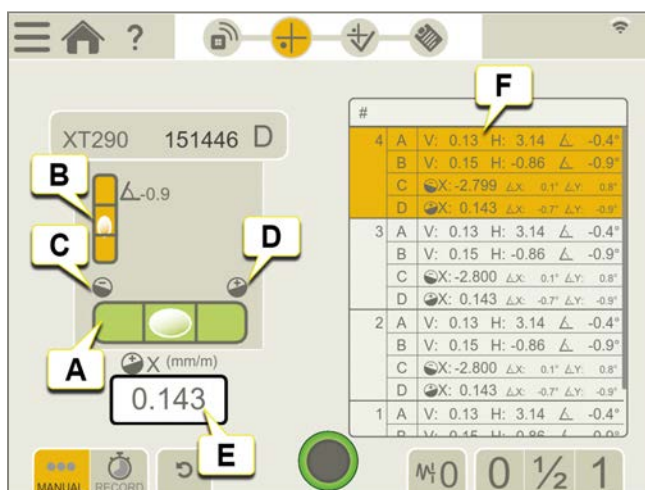 ?
F
#
XT290 151446 D
B
∠-0.9
C
D
A
X (mm/m)
0.143
E
MANUAL RECORD
4 A V: 0.13 H: 3.14 ∠ -0.4°
B V: 0.15 H: -0.86 ∠ -0.9°
C X: -2.799 ∠X: 0.1° ∠Y: 0.8°
D X: 0.143 ∠X: -0.7° ∠Y: -0.9°
3 A V: 0.13 H: 3.14 ∠ -0.4°
B V: 0.15 H: -0.86 ∠ -0.9°
C X: -2.800 ∠X: 0.1° ∠Y: 0.8°
D X: 0.143 ∠X: -0.7° ∠Y: -0.9°
2 A V: 0.13 H: 3.14 ∠ -0.4°
B V: 0.15 H: -0.86 ∠ -0.9°
C X: -2.800 ∠X: 0.1° ∠Y: 0.8°
D X: 0.143 ∠X: -0.7° ∠Y: -0.9°
1 A V: 0.13 H: 3.14 ∠ -0.4°
0 0 ½ 1